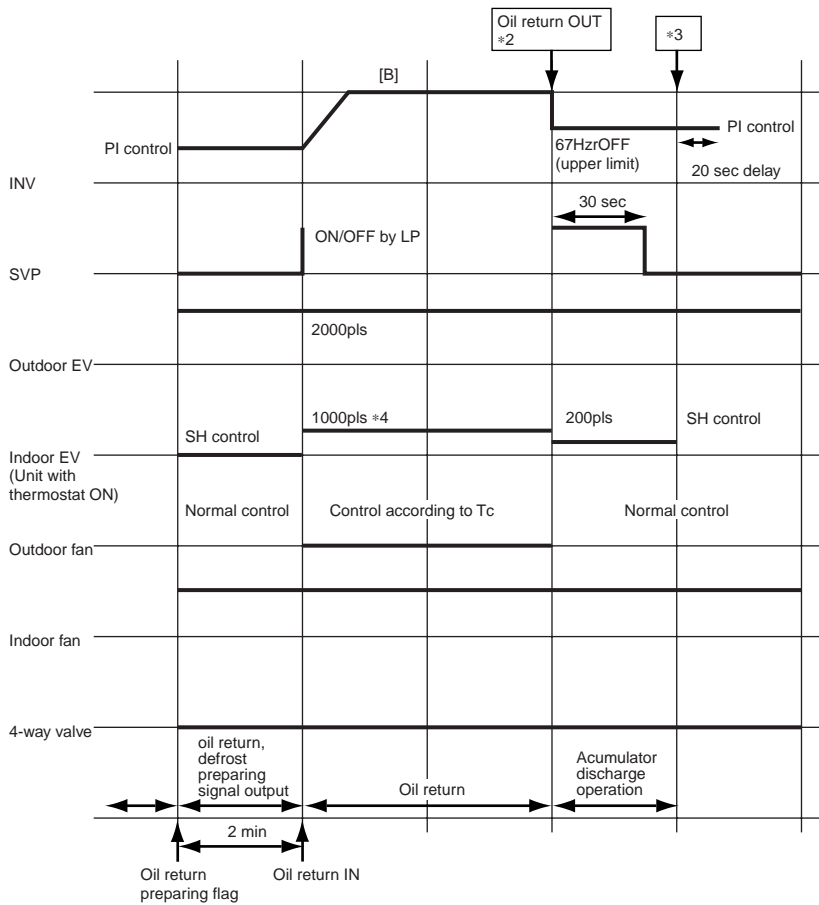 Oil return OUT
*2
*3
[B]
PI control
PI control
67HzrOFF
(upper limit)
20 sec delay
INV
30 sec
ON/OFF by LP
SVP
2000pls
Outdoor EV
1000pls *4
200pls
SH control
SH control
Indoor EV
(Unit with
thermostat ON)
Normal control
Control according to Tc
Normal control
Outdoor fan
Indoor fan
4-way valve
oil return,
defrost
preparing
signal output
Oil return
Acumulator
discharge
operation
2 min
Oil return
preparing flag
Oil return IN